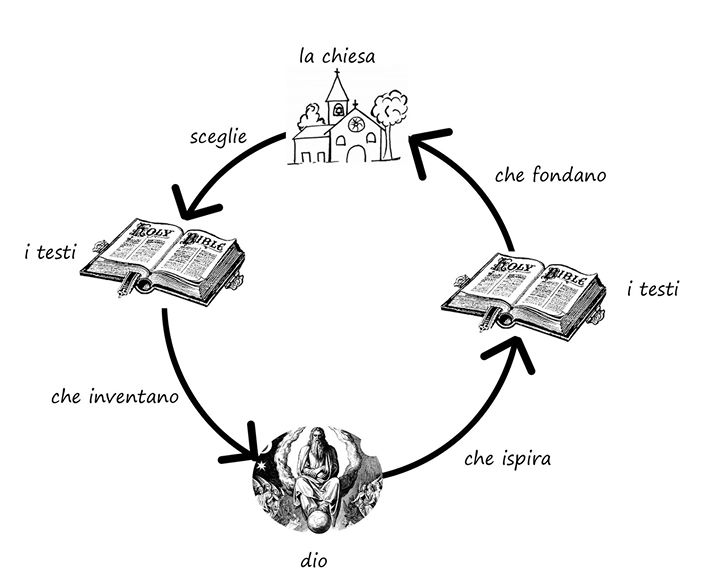 la chiesa
sceglie
i testi
HOLY BIBLE
che inventano
dio
che ispira
i testi
HOLY BIBLE
che fondano